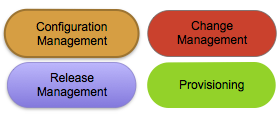 Configuration
Management
Change
Management
Release
Management
Provisioning